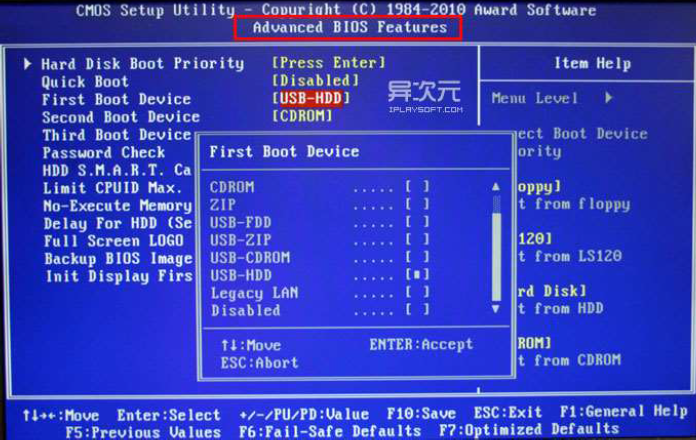 CMOS Setup Utility - Copyright (C) 1984-2010 Award Software
Advanced BIOS Features
Hard Disk Boot Priority [Press Enter]
Quick Boot [Disabled]
First Boot Device [USB-HDD]
Second Boot Device [CDROM]
Third Boot Device
Password Check
HDD S.M.A.R.T. Ca
Limit CPUID Max.
No-Execute Memory
Delay For HDD (Se
Full Screen LOGO
Backup BIOS Image
Init Display Firs
异次元
IPLAYSOFT.COM
First Boot Device
CDROM ..... [ ]
ZIP ..... [ ]
USB-FDD ..... [ ]
USB-ZIP ..... [ ]
USB-CDROM ..... [ ]
USB-HDD ..... [■]
Legacy LAN ..... [ ]
Disabled ..... [ ]
↑↓:Move ENTER:Accept
ESC:Abort
Item Help
Menu Level ▶
ect Boot Device
ority
oppy]
t from floppy
120]
t from LS120
rd Disk]
t from HDD
ROM]
t from CDROM
↑↓→←:Move Enter:Select +/-/PU/PD:Value F10:Save ESC:Exit F1:General Help
F5:Previous Values F6:Fail-Safe Defaults F7:Optimized Defaults